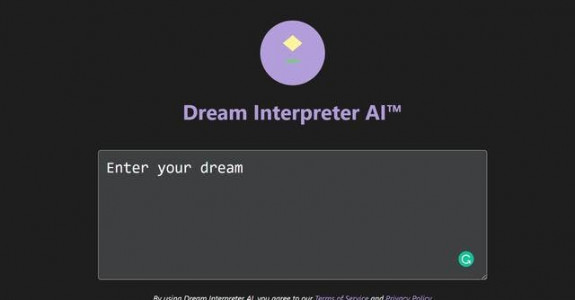 Dream Interpreter AI™
Enter your dream
By using Dream Interpreter AI, you agree to our Terms of Service and Privacy Policy